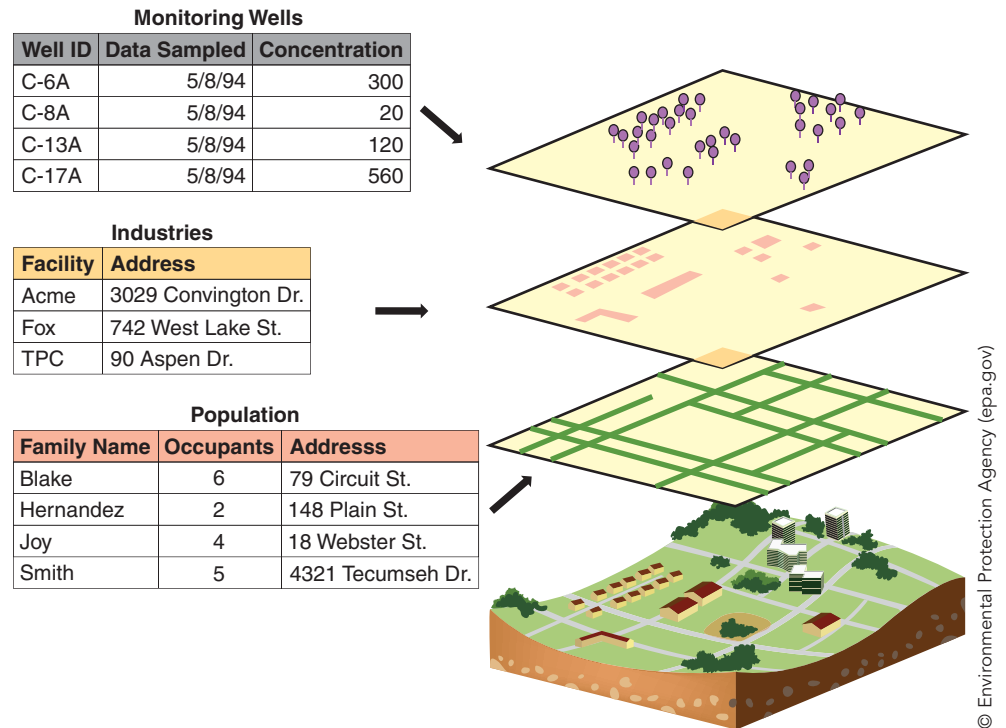 Monitoring Wells
Well ID Data Sampled Concentration
C-6A 5/8/94 300
C-8A 5/8/94 20
C-13A 5/8/94 120
C-17A 5/8/94 560
Industries
Facility Address
Acme 3029 Convington Dr.
Fox 742 West Lake St.
TPC 90 Aspen Dr.
Population
Family Name Occupants Addresss
Blake 6 79 Circuit St.
Hernandez 2 148 Plain St.
Joy 4 18 Webster St.
Smith 5 4321 Tecumseh Dr.
© Environmental Protection Agency (epa.gov)